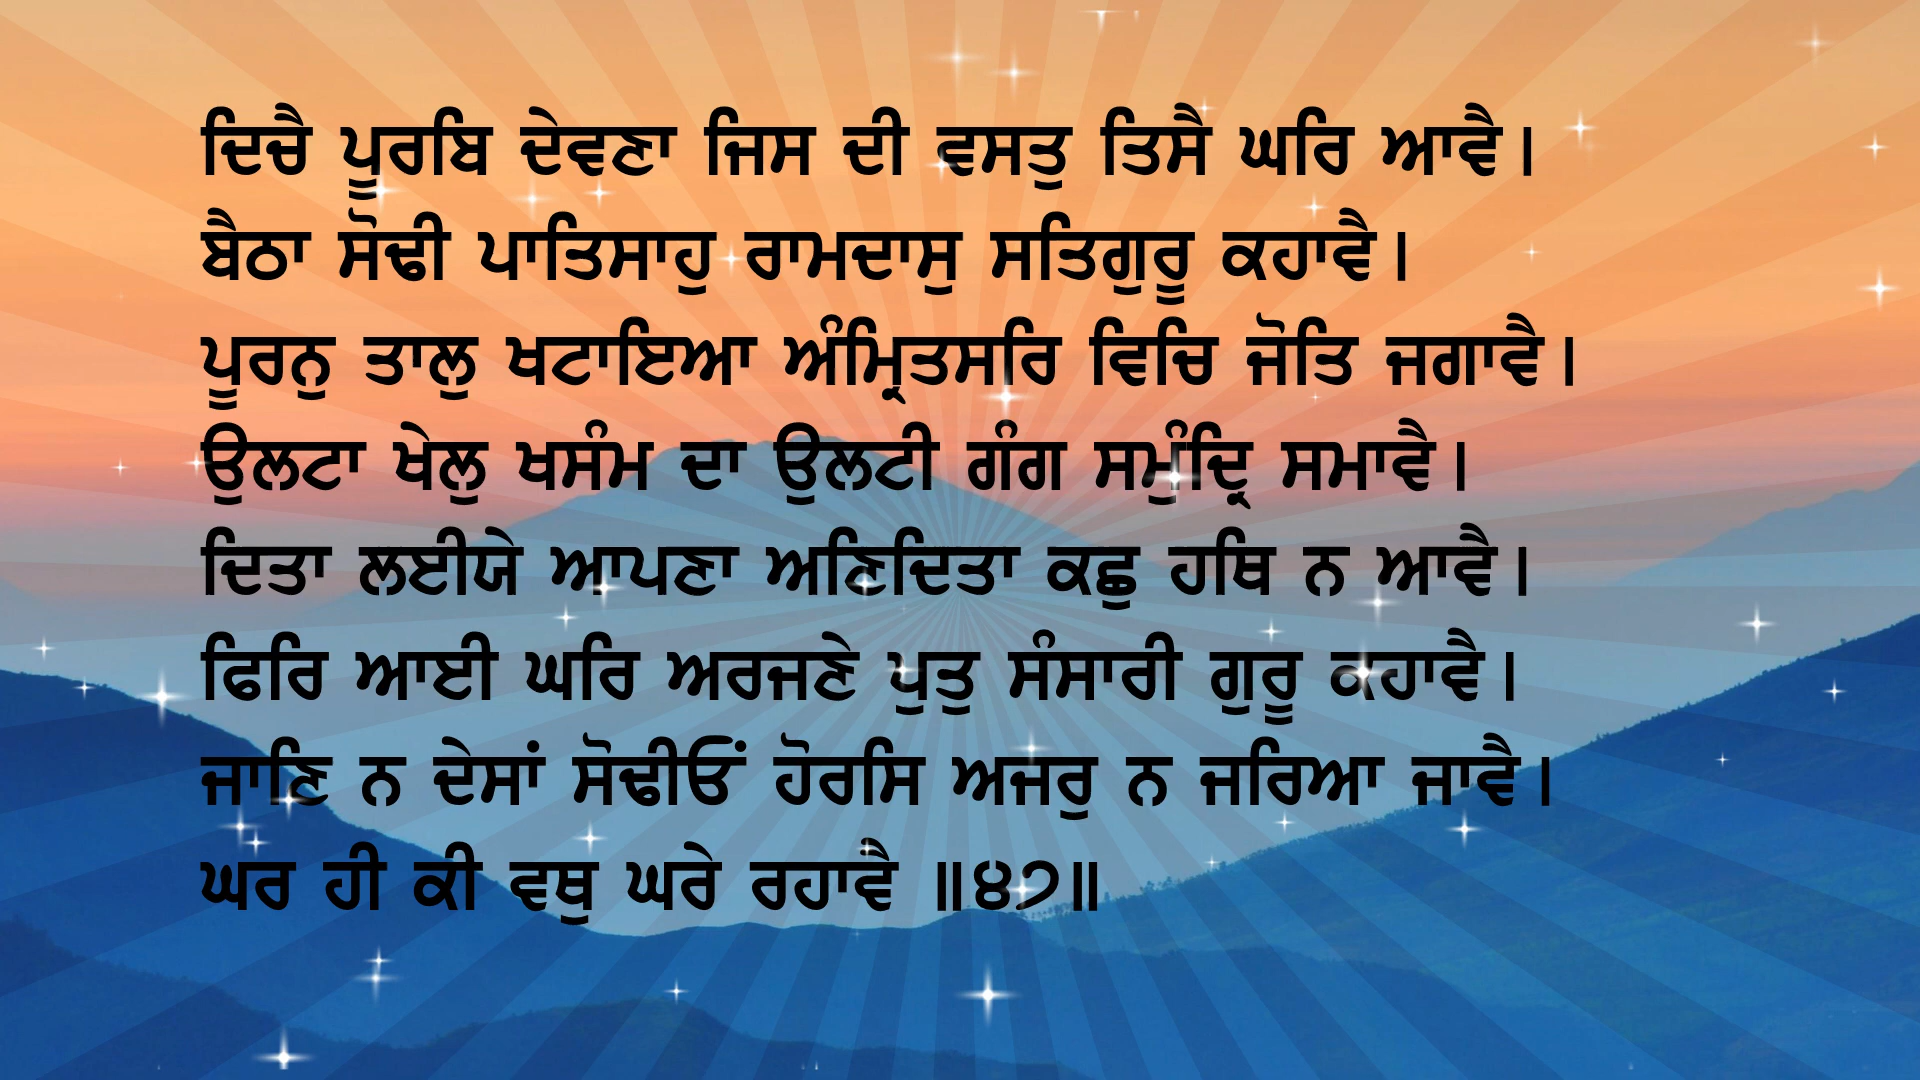 ਦਿਚੈ ਪੂਰਬਿ ਦੇਵਣਾ ਜਿਸ ਦੀ ਵਸਤੁ ਤਿਸੈ ਘਰਿ ਆਵੈ।
ਬੈਠਾ ਸੋਢੀ ਪਾਤਿਸਾਹੁ ਰਾਮਦਾਸੁ ਸਤਿਗੁਰੂ ਕਹਾਵੈ।
ਪੂਰਨੁ ਤਾਲੁ ਖਟਾਇਆ ਅੰਮ੍ਰਿਤਸਰਿ ਵਿਚਿ ਜੋਤਿ ਜਗਾਵੈ।
ਉਲਟਾ ਖੇਲੁ ਖਸੰਮ ਦਾ ਉਲਟੀ ਗੰਗ ਸਮੁੰਦ੍ਰਿ ਸਮਾਵੈ।
ਦਿਤਾ ਲਈਯੇ ਆਪਣਾ ਅਣਿਦਿਤਾ ਕਛੁ ਹਥਿ ਨ ਆਵੈ।
ਫਿਰਿ ਆਈ ਘਰਿ ਅਰਜਣੇ ਪੁਤੁ ਸੰਸਾਰੀ ਗੁਰੂ ਕਹਾਵੈ।
ਜਾਣਿ ਨ ਦੇਸਾਂ ਸੋਢੀਓਂ ਹੋਰਸਿ ਅਜਰੁ ਨ ਜਰਿਆ ਜਾਵੈ।
ਘਰ ਹੀ ਕੀ ਵਥੁ ਘਰੇ ਰਹਾਵੈ ॥੪੭॥